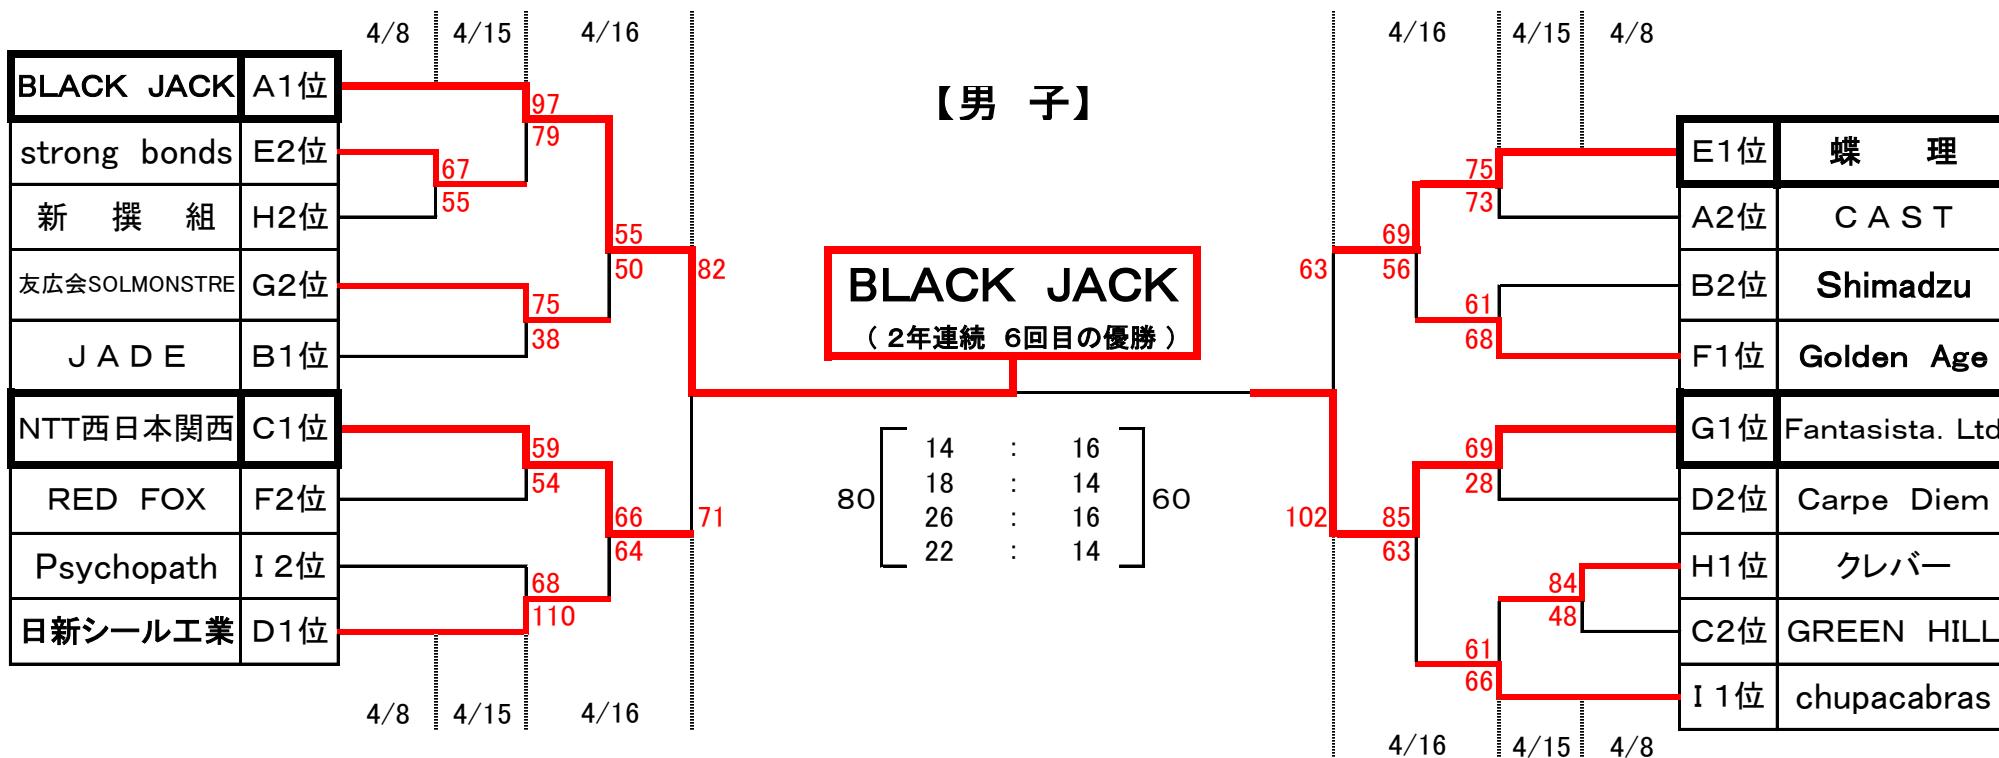 4/8 4/15 4/16 4/16 4/15 4/8
【男 子】
BLACK JACK A1位
strong bonds E2位
新 撰 組 H2位
友広会SOLMONSTRE G2位
JADE B1位
NTT西日本関西 C1位
RED FOX F2位
Psychopath I2位
日新シール工業 D1位
97
79
67
55
55
50
82
75
38
59
54
66
64
71
68
110
BLACK JACK
( 2年連続 6回目の優勝 )
14 : 16
18 : 14
80 26 : 16 60
22 : 14
75
73
69
56
63
61
68
69
28
102
85
63
84
48
61
66
E1位 蝶 理
A2位 CAST
B2位 Shimadzu
F1位 Golden Age
G1位 Fantasista. Ltd
D2位 Carpe Diem
H1位 クレバー
C2位 GREEN HILL
I1位 chupacabras
4/8 4/15 4/16 4/16 4/15 4/8